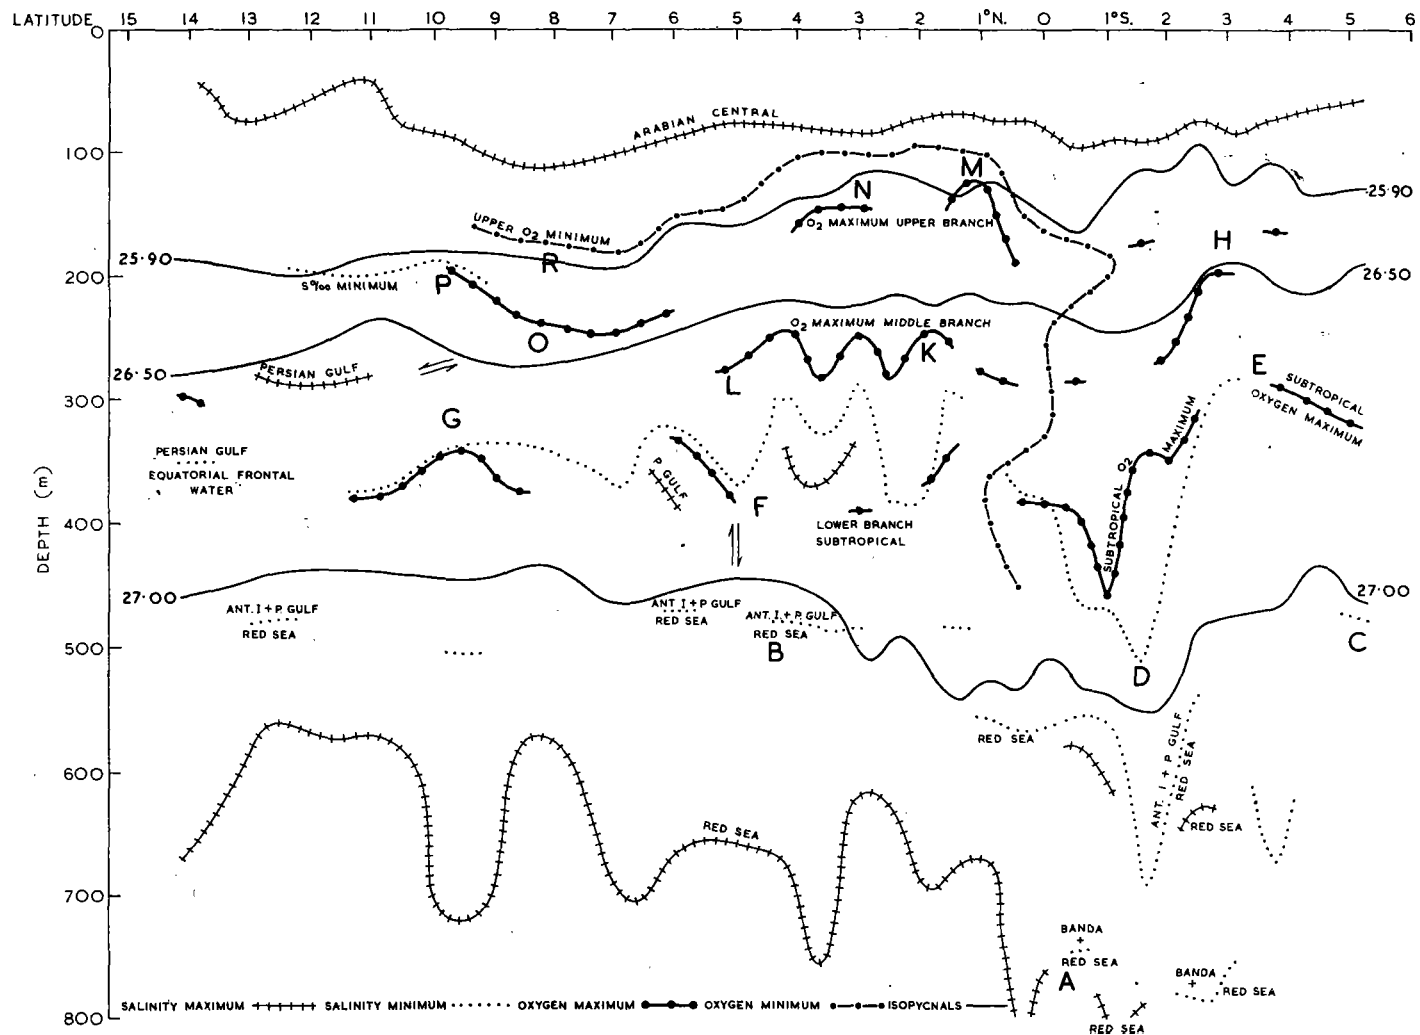 LATITUDE 15 14 13 12 11 10 9 8 7 6 5 4 3 2 1°N. 0 1°S. 2 3 4 5 6
0
ARABIAN CENTRAL
100
M
N
25.90
O₂ MAXIMUM UPPER BRANCH
UPPER O₂ MINIMUM
H
25.90
R
200
S‰ MINIMUM
P
26.50
O₂ MAXIMUM MIDDLE BRANCH
O
K
PERSIAN GULF
E
26.50
L
SUBTROPICAL
OXYGEN MAXIMUM
300
G
MAXIMUM
PERSIAN GULF
EQUATORIAL FRONTAL
WATER
P GULF
O₂
SUBTROPICAL
400
F
LOWER BRANCH
SUBTROPICAL
DEPTH (m)
27.00
27.00
ANT. I + P. GULF
RED SEA
ANT. I + P GULF
RED SEA
ANT. I + P. GULF
RED SEA
500
B
C
D
RED SEA
ANT. I + P GULF
RED SEA
600
RED SEA
RED SEA
700
BANDA
+
RED SEA
A
BANDA
+
RED SEA
SALINITY MAXIMUM SALINITY MINIMUM OXYGEN MAXIMUM OXYGEN MINIMUM ISOPYCNALS
800
RED SEA